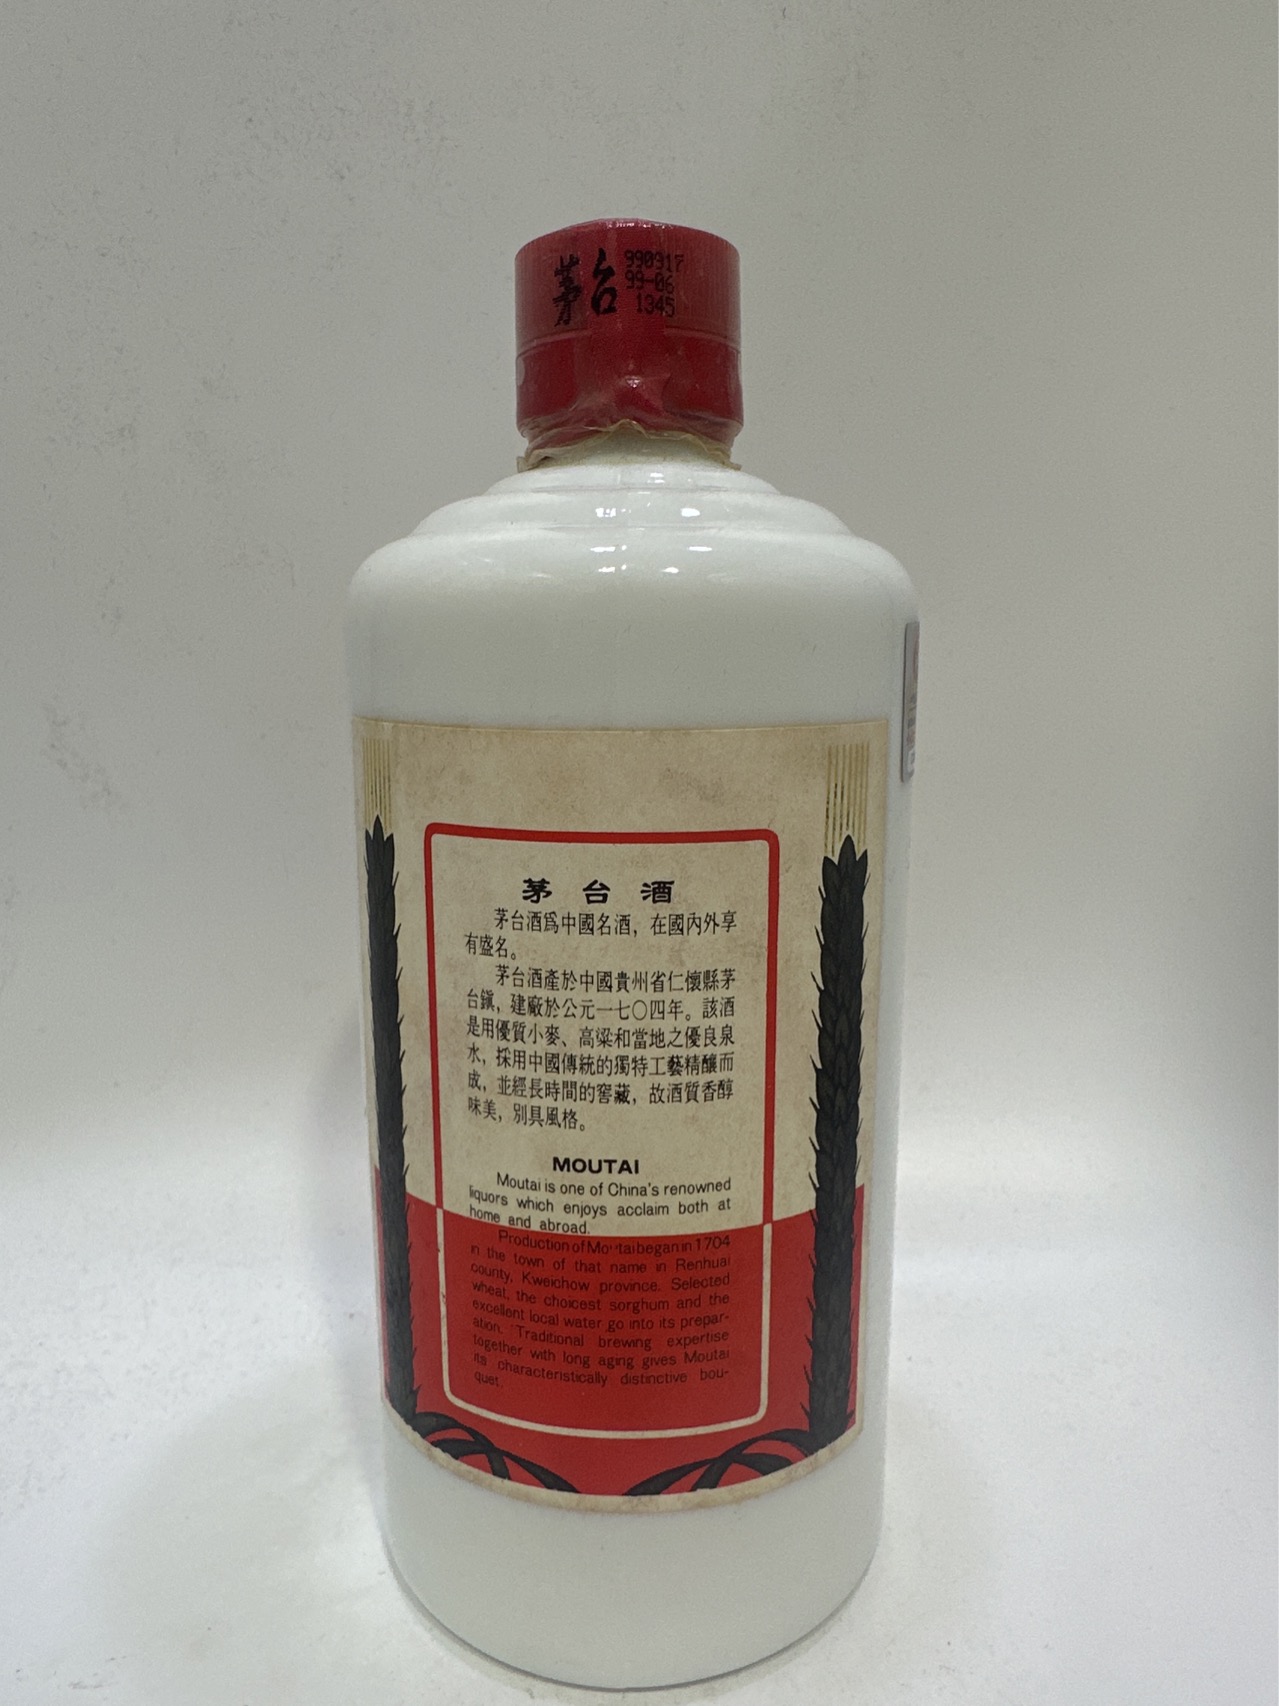 茅台
990917
99-06
1345
茅台酒
茅台酒爲中國名酒，在國內外享
有盛名。
茅台酒產於中國貴州省仁懷縣茅
台鎮，建廠於公元一七〇四年。該酒
是用優質小麥、高梁和當地之優良泉
水，採用中國傳統的獨特工藝精釀而
成，並經長時間的窖藏，故酒質香醇
味美，別具風格。
MOUTAI
Moutai is one of China's renowned
liquors which enjoys acclaim both at
home and abroad.
Production of Moutai began in 1704
in the town of that name in Renhuai
county, Kweichow province. Selected
wheat, the choicest sorghum and the
excellent local water go into its prepar-
ation. Traditional brewing expertise
together with long aging gives Moutai
its characteristically distinctive bou-
quet.